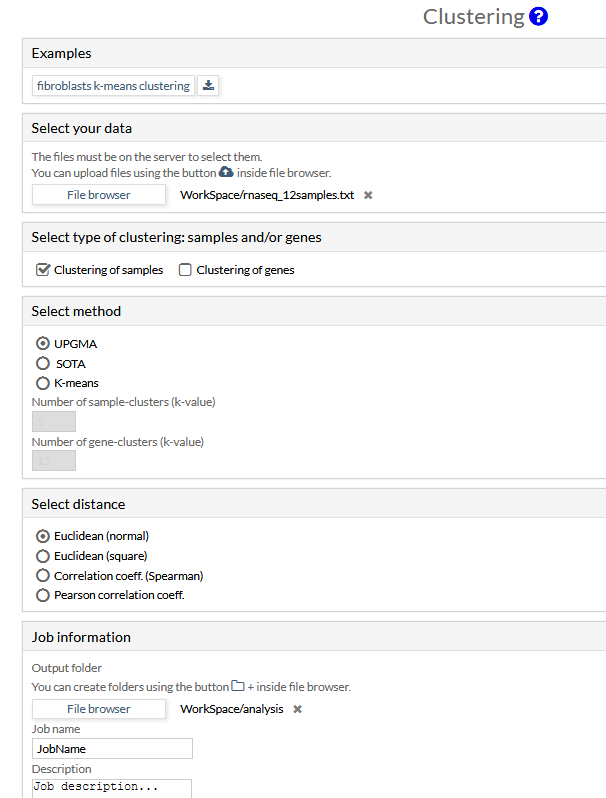 Clustering ?
Examples
fibroblasts k-means clustering
Select your data
The files must be on the server to select them.
You can upload files using the button inside file browser.
File browser WorkSpace/rnaseq_12samples.txt ✖
Select type of clustering: samples and/or genes
Clustering of samples Clustering of genes
Select method
UPGMA
SOTA
K-means
Number of sample-clusters (k-value)
5
Number of gene-clusters (k-value)
15
Select distance
Euclidean (normal)
Euclidean (square)
Correlation coeff. (Spearman)
Pearson correlation coeff.
Job information
Output folder
You can create folders using the button + inside file browser.
File browser WorkSpace/analysis ✖
Job name
JobName
Description
Job description...